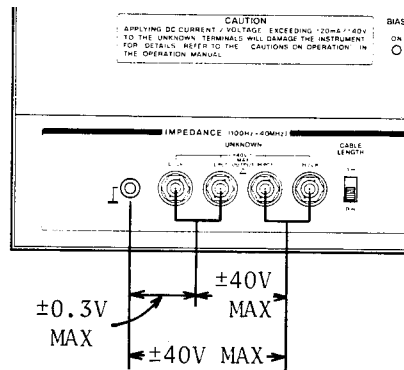 CAUTION
APPLYING DC CURRENT / VOLTAGE EXCEEDING ±20mA / ±40V
TO THE UNKNOWN TERMINALS WILL DAMAGE THE INSTRUMENT
FOR DETAILS, REFER TO THE "CAUTIONS ON OPERATION" IN
THE OPERATION MANUAL
BIAS
ON
IMPEDANCE (100Hz-40MHz)
UNKNOWN
CABLE
LENGTH
±40V
MAX
±0.3V
MAX
±40V
MAX
±40V MAX